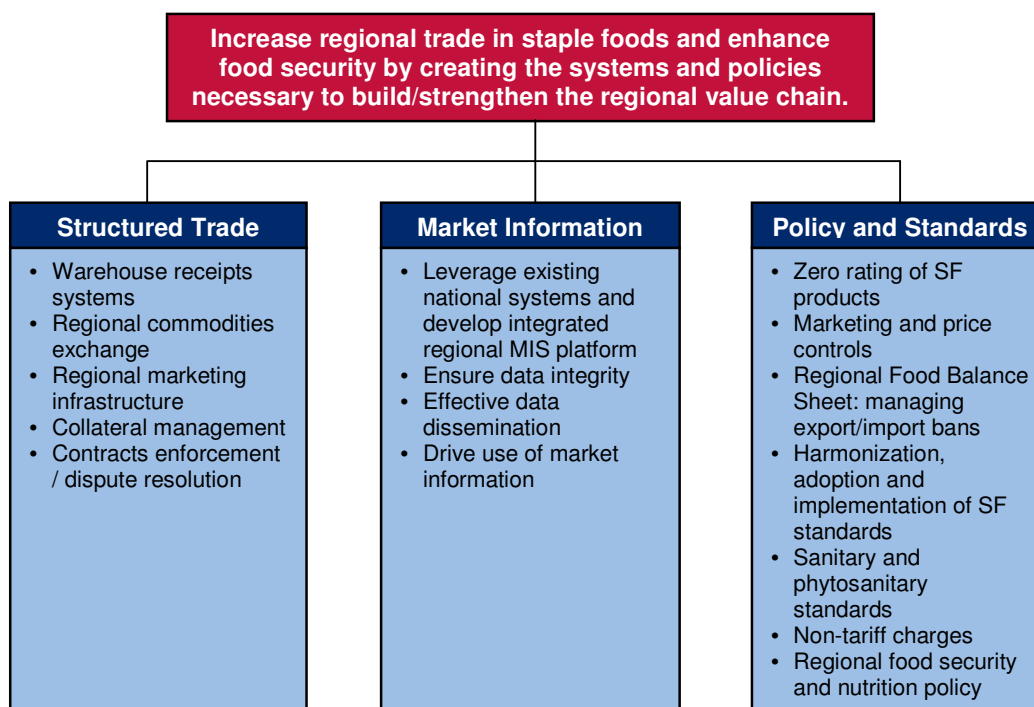 Increase regional trade in staple foods and enhance
food security by creating the systems and policies
necessary to build/strengthen the regional value chain.
Structured Trade
• Warehouse receipts
systems
• Regional commodities
exchange
• Regional marketing
infrastructure
• Collateral management
• Contracts enforcement
/ dispute resolution
Market Information
• Leverage existing
national systems and
develop integrated
regional MIS platform
• Ensure data integrity
• Effective data
dissemination
• Drive use of market
information
Policy and Standards
• Zero rating of SF
products
• Marketing and price
controls
• Regional Food Balance
Sheet: managing
export/import bans
• Harmonization,
adoption and
implementation of SF
standards
• Sanitary and
phytosanitary
standards
• Non-tariff charges
• Regional food security
and nutrition policy